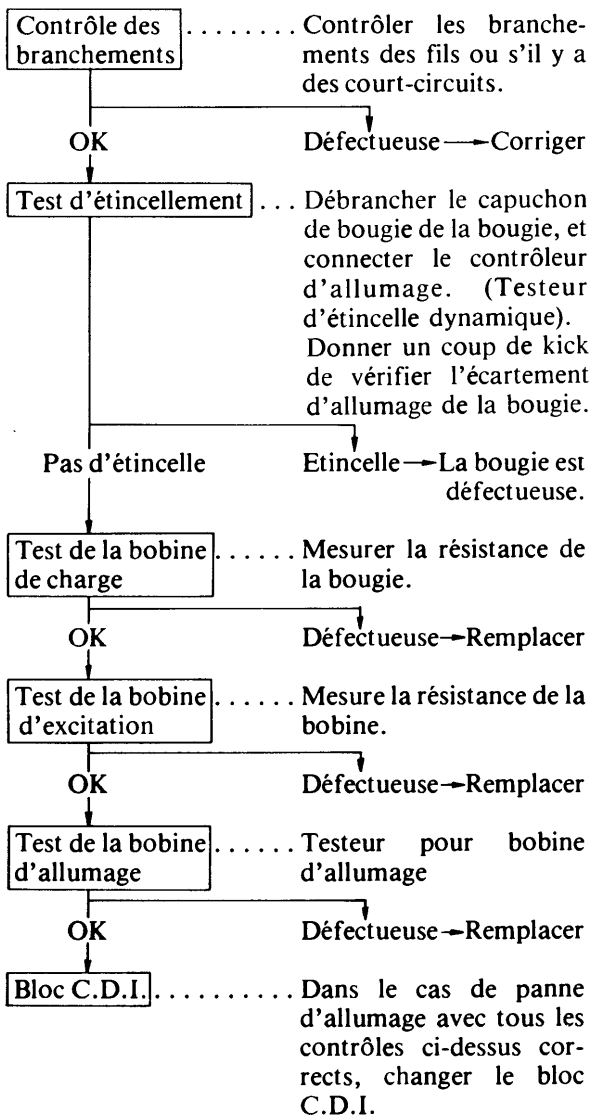 Contrôle des branchements ........ Contrôler les branche-
ments des fils ou s'il y a
des court-circuits.
OK Défectueuse → Corriger
Test d'étincellement ... Débrancher le capuchon
de bougie de la bougie, et
connecter le contrôleur
d'allumage. (Testeur
d'étincelle dynamique).
Donner un coup de kick
de vérifier l'écartement
d'allumage de la bougie.
Pas d'étincelle Etincelle → La bougie est
défectueuse.
Test de la bobine de charge ...... Mesurer la résistance de
la bougie.
OK Défectueuse → Remplacer
Test de la bobine d'excitation ...... Mesure la résistance de la
bobine.
OK Défectueuse → Remplacer
Test de la bobine d'allumage ...... Testeur pour bobine
d'allumage
OK Défectueuse → Remplacer
Bloc C.D.I. .......... Dans le cas de panne
d'allumage avec tous les
contrôles ci-dessus cor-
rects, changer le bloc
C.D.I.